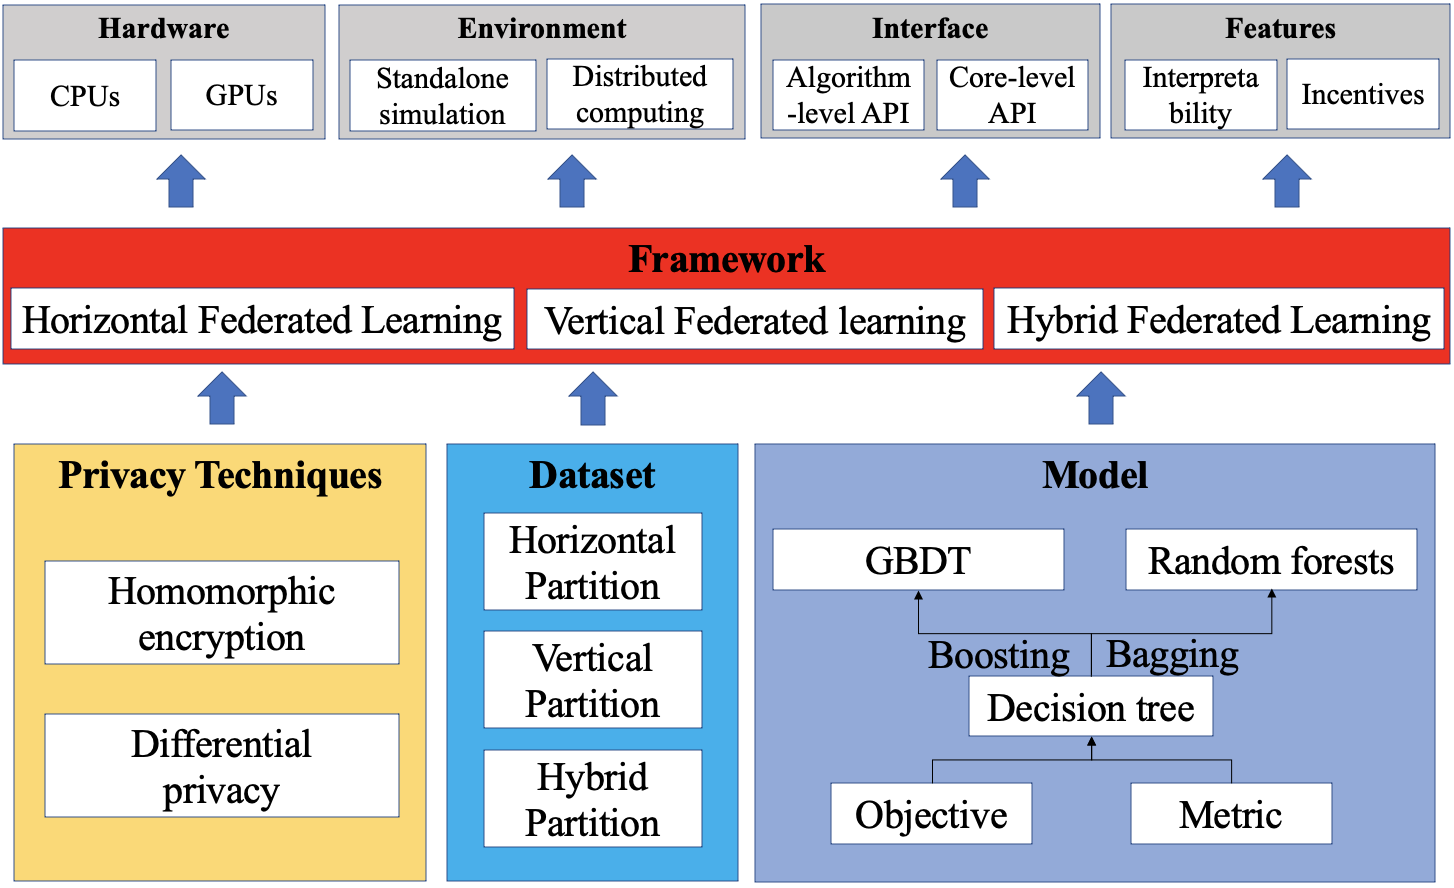 Hardware
CPUs
GPUs
Environment
Standalone
simulation
Distributed
computing
Interface
Algorithm
-level API
Core-level
API
Features
Interpreta
bility
Incentives
Framework
Horizontal Federated Learning
Vertical Federated learning
Hybrid Federated Learning
Privacy Techniques
Homomorphic
encryption
Differential
privacy
Dataset
Horizontal
Partition
Vertical
Partition
Hybrid
Partition
Model
GBDT
Random forests
Boosting
Bagging
Decision tree
Objective
Metric